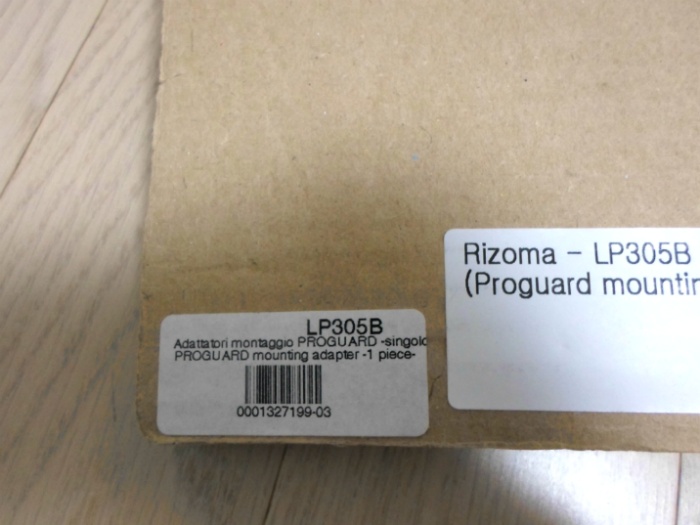 LP305B
Adattatori montaggio PROGUARD -singolo
PROGUARD mounting adapter -1 piece-
0001327199-03
Rizoma - LP305B
(Proguard mountin